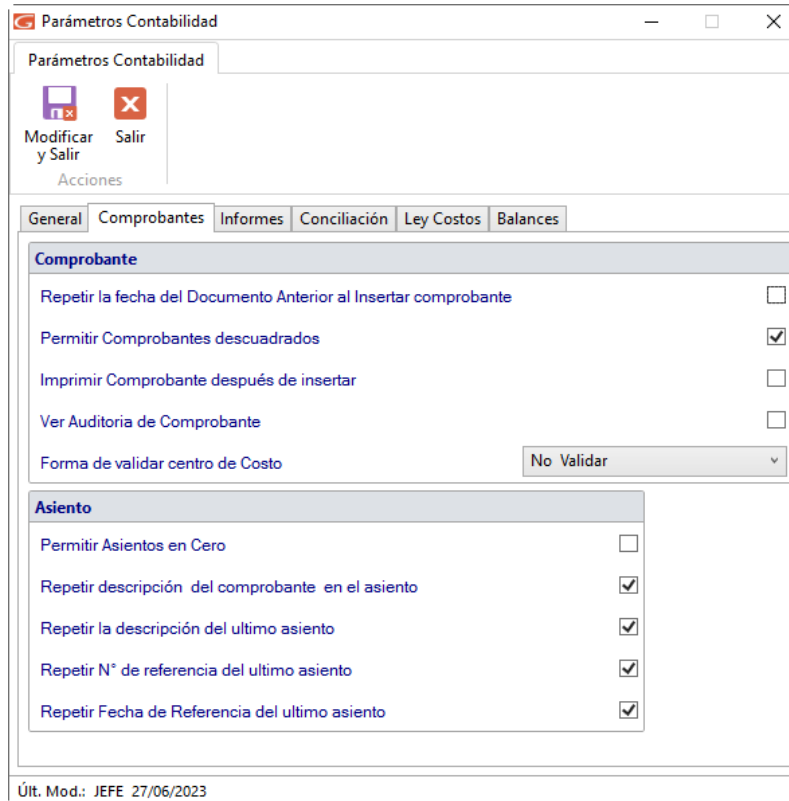 Parámetros Contabilidad
Parámetros Contabilidad
Modificar y Salir
Salir
Acciones
General Comprobantes Informes Conciliación Ley Costos Balances
Comprobante
Repetir la fecha del Documento Anterior al Insertar comprobante
Permitir Comprobantes descuadrados
Imprimir Comprobante después de insertar
Ver Auditoria de Comprobante
Forma de validar centro de Costo No Validar
Asiento
Permitir Asientos en Cero
Repetir descripción del comprobante en el asiento
Repetir la descripción del ultimo asiento
Repetir N° de referencia del ultimo asiento
Repetir Fecha de Referencia del ultimo asiento
Últ. Mod.: JEFE 27/06/2023